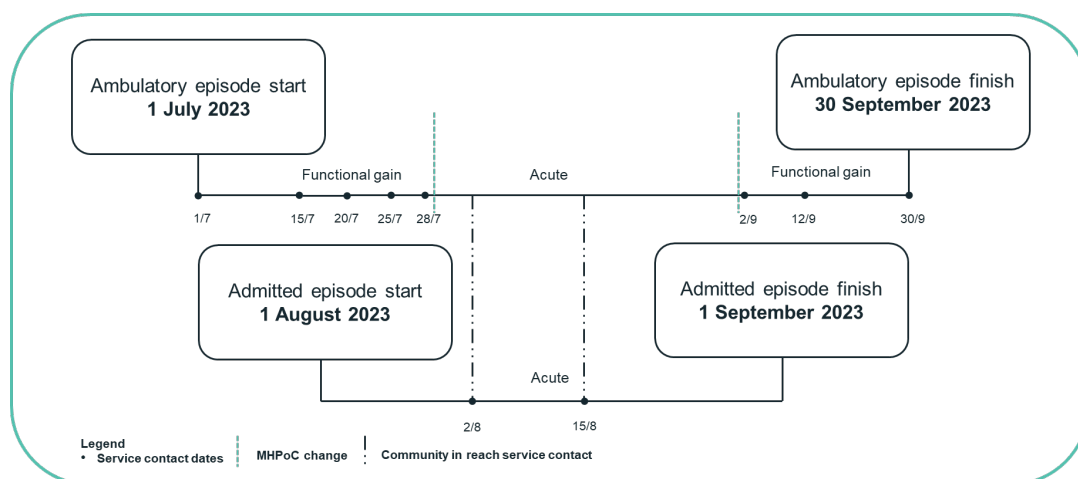 Ambulatory episode start
1 July 2023
Ambulatory episode finish
30 September 2023
Functional gain
Acute
Functional gain
1/7
15/7
20/7
25/7
28/7
2/9
12/9
30/9
Admitted episode start
1 August 2023
Admitted episode finish
1 September 2023
Acute
2/8
15/8
Legend
• Service contact dates
MHPoC change
Community in reach service contact